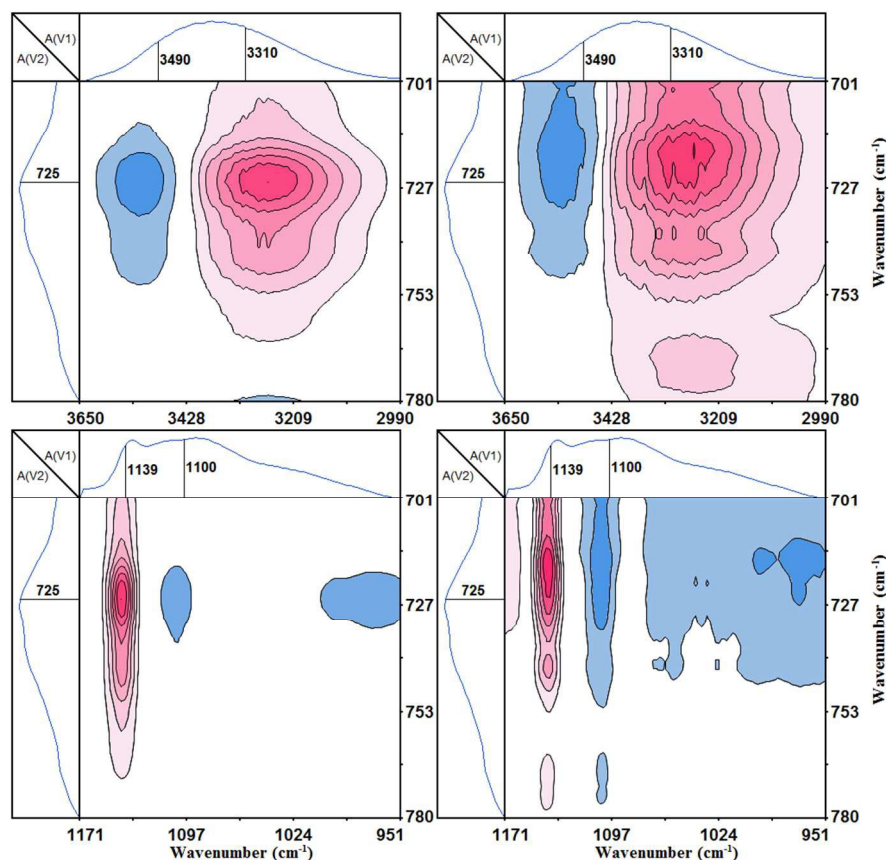 A(V1)
A(V2)
3490
3310
A(V1)
A(V2)
3490
3310
725
701
727
753
780
725
701
727
753
780
Wavenumber (cm-1)
3650 3428 3209 2990
3650 3428 3209 2990
A(V1)
A(V2)
1139
1100
A(V1)
A(V2)
1139
1100
725
701
727
753
780
725
701
727
753
780
Wavenumber (cm-1)
1171 1097 1024 951
1171 1097 1024 951
Wavenumber (cm-1)
Wavenumber (cm-1)